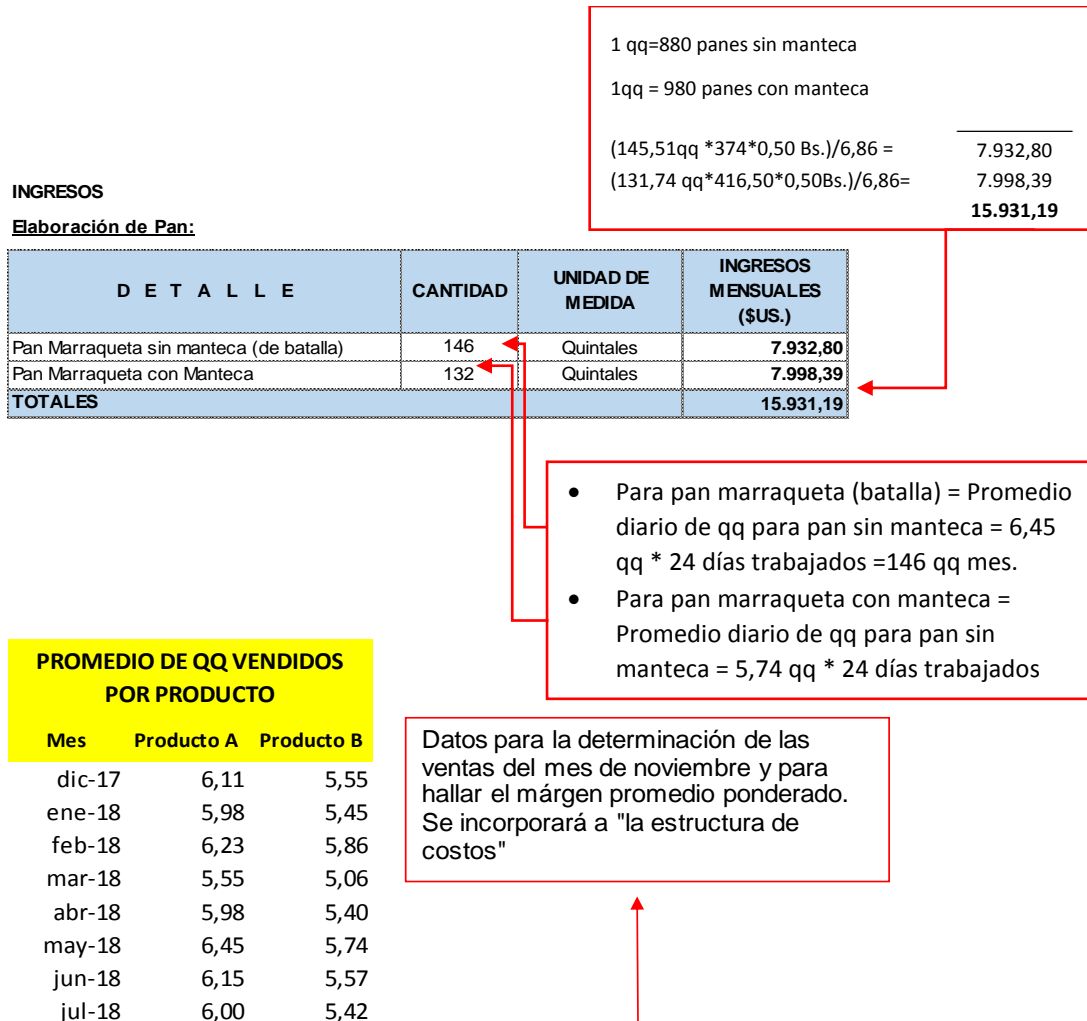 1 qq=880 panes sin manteca
1qq = 980 panes con manteca
(145,51qq *374*0,50 Bs.)/6,86 = 7.932,80
(131,74 qq*416,50*0,50Bs.)/6,86= 7.998,39
15.931,19
INGRESOS
Elaboración de Pan:
D E T A L L E CANTIDAD UNIDAD DE MEDIDA INGRESOS MENSUALES ($US.)
Pan Marraqueta sin manteca (de batalla) 146 Quintales 7.932,80
Pan Marraqueta con Manteca 132 Quintales 7.998,39
TOTALES 15.931,19
• Para pan marraqueta (batalla) = Promedio
diario de qq para pan sin manteca = 6,45
qq * 24 días trabajados =146 qq mes.
• Para pan marraqueta con manteca =
Promedio diario de qq para pan sin
manteca = 5,74 qq * 24 días trabajados
PROMEDIO DE QQ VENDIDOS
POR PRODUCTO
Mes Producto A Producto B
dic-17 6,11 5,55
ene-18 5,98 5,45
feb-18 6,23 5,86
mar-18 5,55 5,06
abr-18 5,98 5,40
may-18 6,45 5,74
jun-18 6,15 5,57
jul-18 6,00 5,42
Datos para la determinación de las
ventas del mes de noviembre y para
hallar el márgen promedio ponderado.
Se incorporará a "la estructura de
costos"